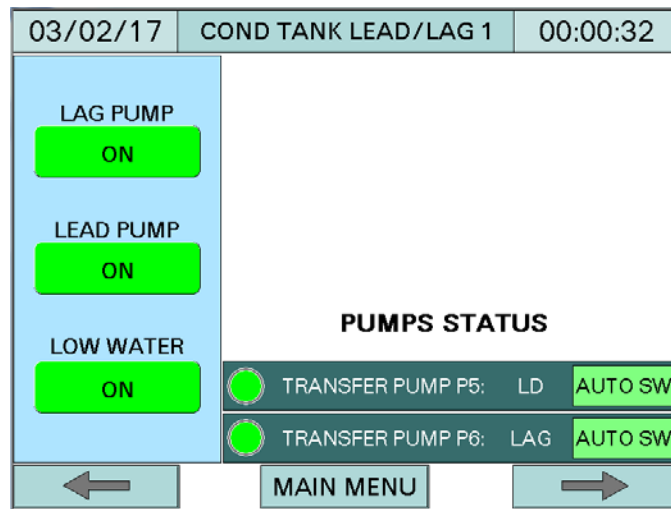 03/02/17 COND TANK LEAD/LAG 1 00:00:32
LAG PUMP
ON
LEAD PUMP
ON
LOW WATER
ON
PUMPS STATUS
TRANSFER PUMP P5: LD AUTO SW
TRANSFER PUMP P6: LAG AUTO SW
MAIN MENU